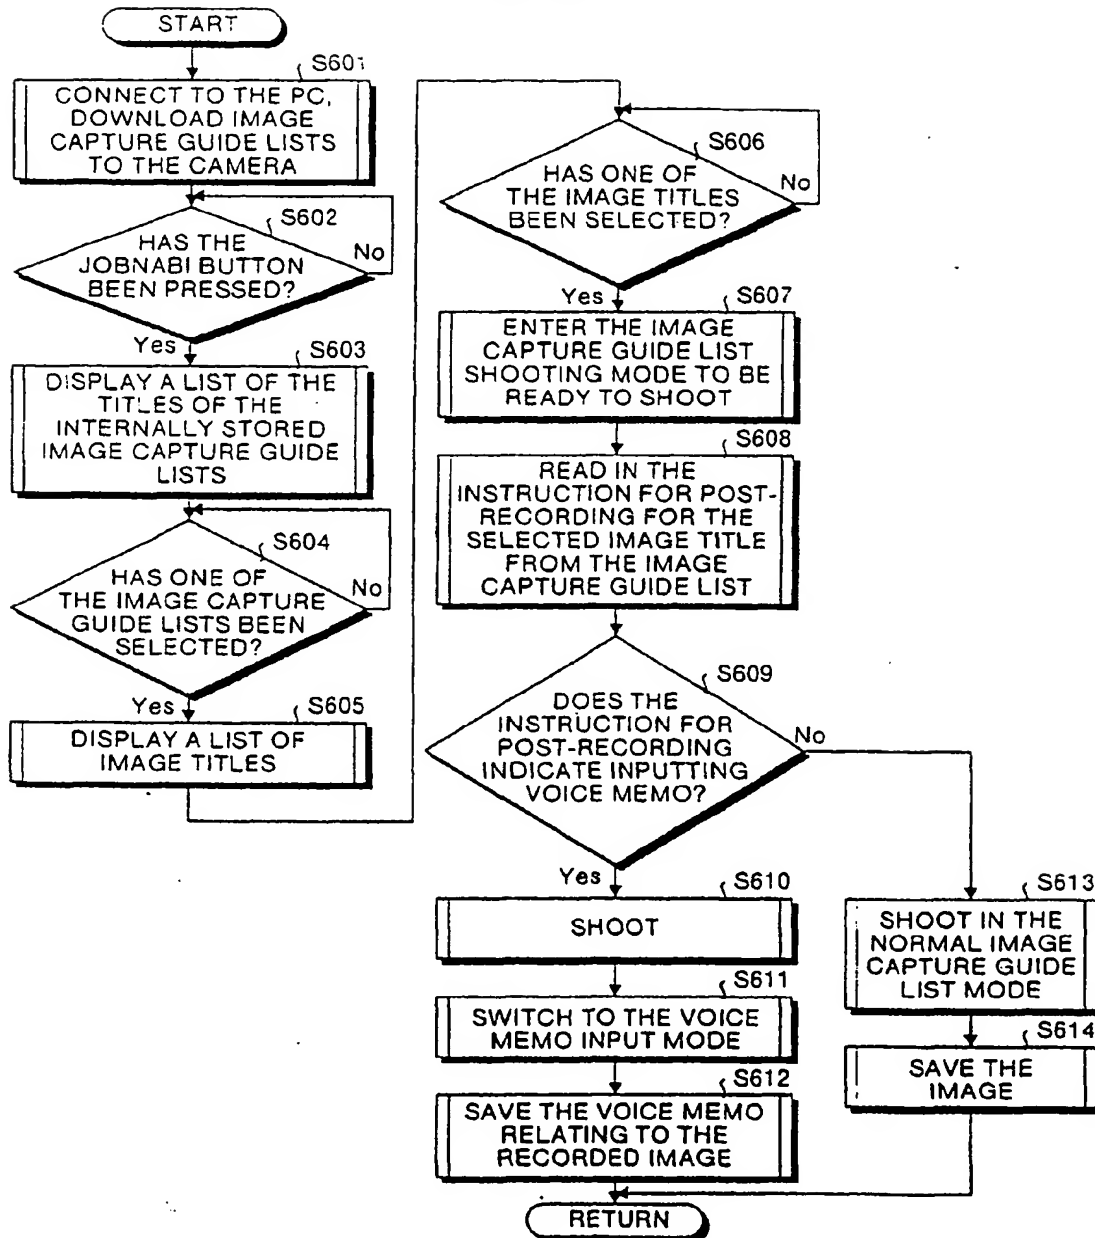 START
S601
CONNECT TO THE PC,
DOWNLOAD IMAGE
CAPTURE GUIDE LISTS
TO THE CAMERA
S602
HAS THE
JOBNABI BUTTON
BEEN PRESSED?
No
Yes
S603
DISPLAY A LIST OF THE
TITLES OF THE
INTERNALLY STORED
IMAGE CAPTURE GUIDE
LISTS
S604
HAS ONE OF
THE IMAGE CAPTURE
GUIDE LISTS BEEN
SELECTED?
No
Yes
S605
DISPLAY A LIST OF
IMAGE TITLES
S606
HAS ONE OF
THE IMAGE TITLES
BEEN SELECTED?
No
Yes
S607
ENTER THE IMAGE
CAPTURE GUIDE LIST
SHOOTING MODE TO BE
READY TO SHOOT
S608
READ IN THE
INSTRUCTION FOR POST-
RECORDING FOR THE
SELECTED IMAGE TITLE
FROM THE IMAGE
CAPTURE GUIDE LIST
S609
DOES THE
INSTRUCTION FOR
POST-RECORDING
INDICATE INPUTTING
VOICE MEMO?
No
Yes
S610
SHOOT
S611
SWITCH TO THE VOICE
MEMO INPUT MODE
S612
SAVE THE VOICE MEMO
RELATING TO THE
RECORDED IMAGE
S613
SHOOT IN THE
NORMAL IMAGE
CAPTURE GUIDE
LIST MODE
S614
SAVE THE
IMAGE
RETURN